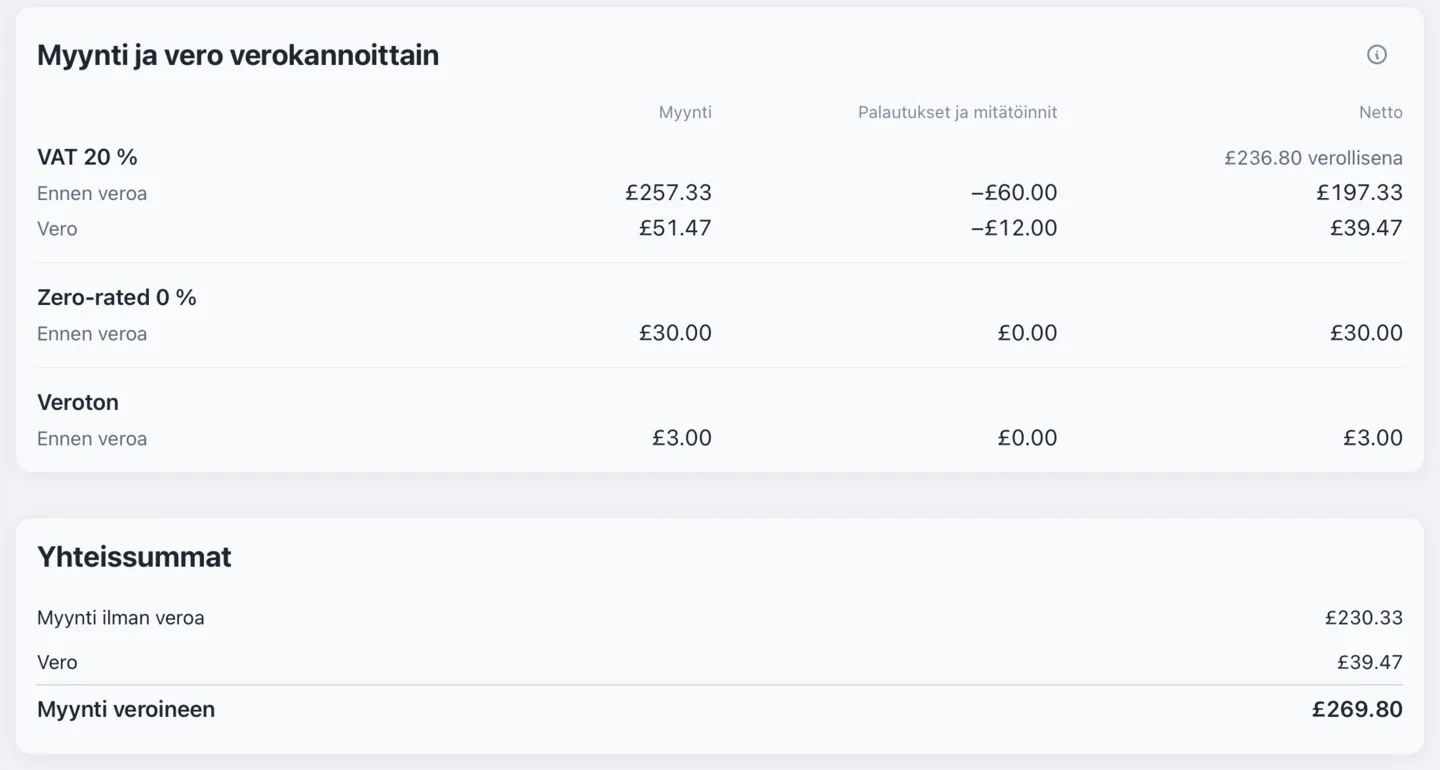 Myynti ja vero verokannoittain
Myynti Palautukset ja mitätöinnit Netto
VAT 20 % £236.80 verollisena
Ennen veroa £257.33 −£60.00 £197.33
Vero £51.47 −£12.00 £39.47
Zero-rated 0 %
Ennen veroa £30.00 £0.00 £30.00
Veroton
Ennen veroa £3.00 £0.00 £3.00
Yhteissummat
Myynti ilman veroa £230.33
Vero £39.47
Myynti veroineen £269.80